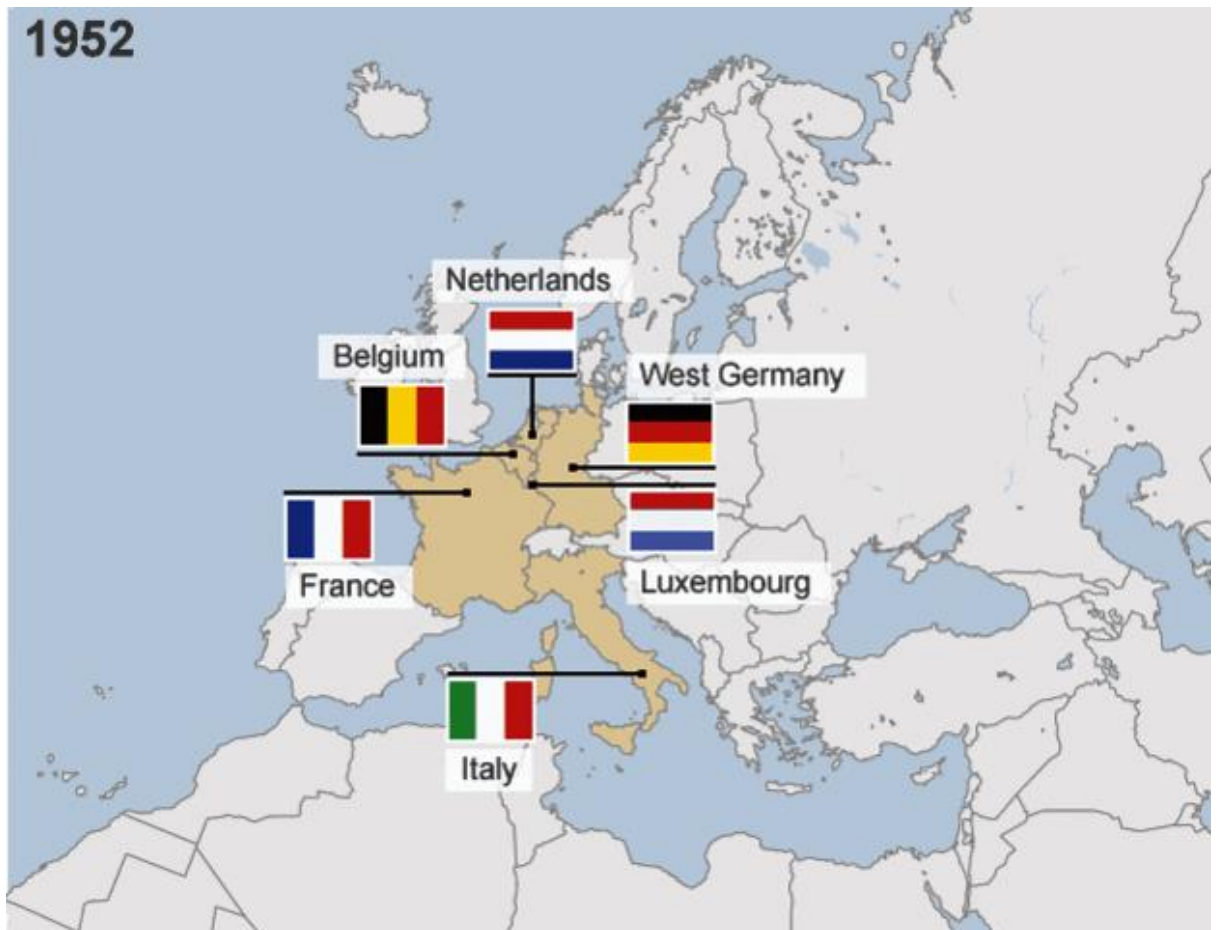 1952
Netherlands
Belgium
West Germany
France
Luxembourg
Italy